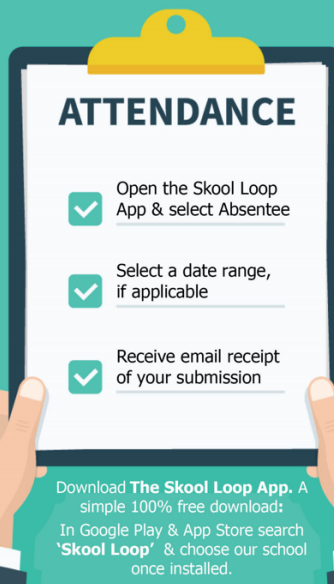 ATTENDANCE
Open the Skool Loop
App & select Absentee
Select a date range,
if applicable
Receive email receipt
of your submission
Download The Skool Loop App. A
simple 100% free download:
In Google Play & App Store search
‘Skool Loop’ & choose our school
once installed.